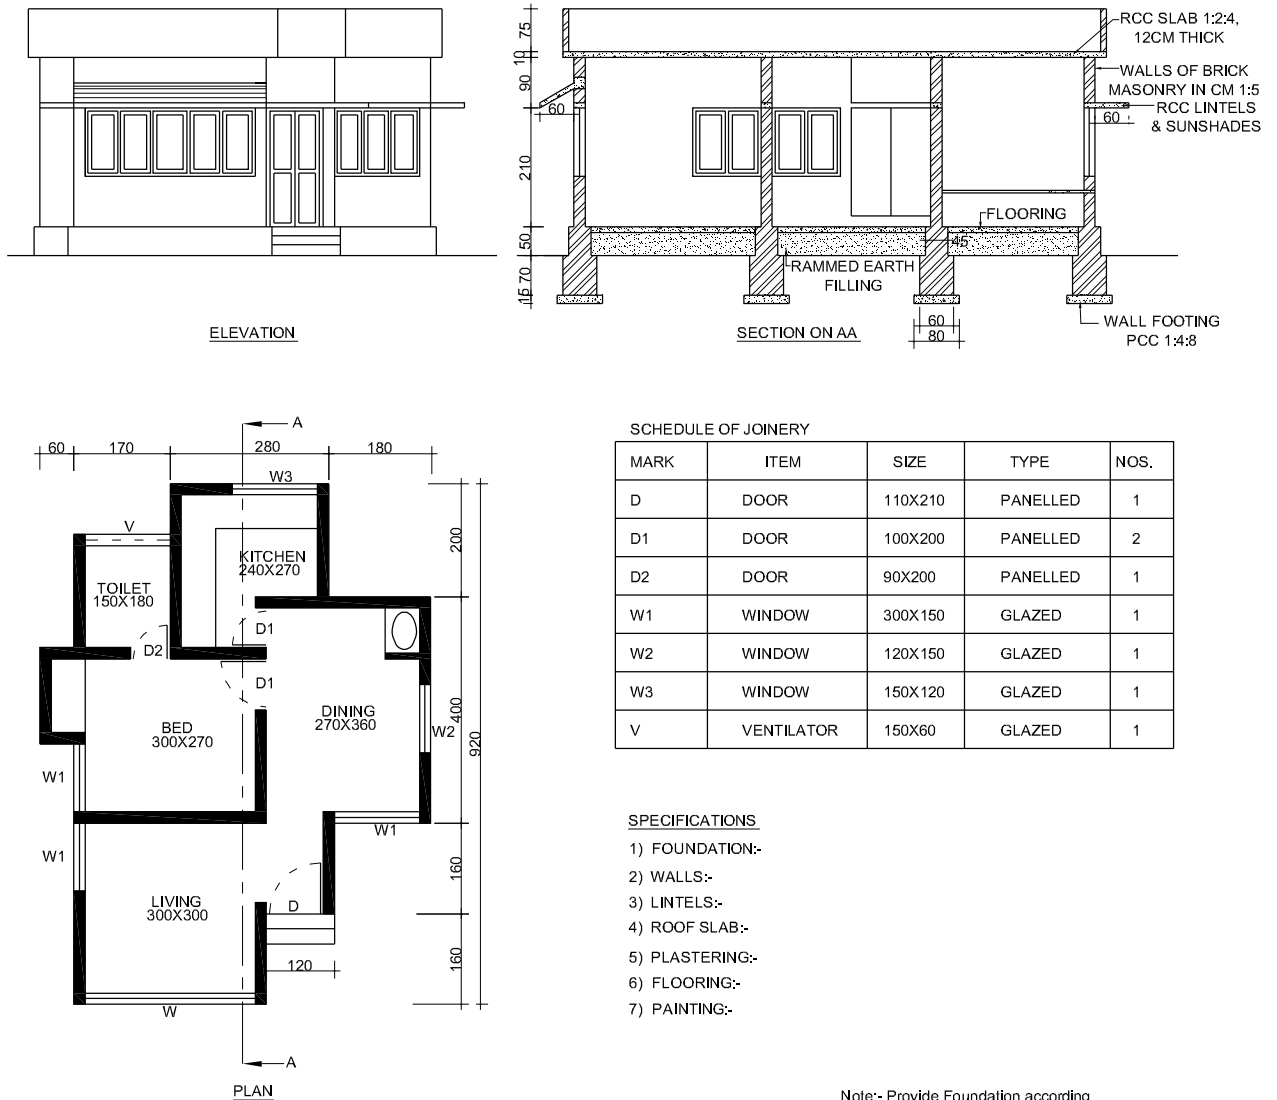 75
10
90
60
210
50
70
15
RCC SLAB 1:2:4,
12CM THICK
WALLS OF BRICK
MASONRY IN CM 1:5
RCC LINTELS
60
& SUNSHADES
FLOORING
45
RAMMED EARTH
FILLING
60
80
WALL FOOTING
PCC 1:4:8
ELEVATION
SECTION ON AA
A
60
170
280
180
W3
V
KITCHEN
240X270
TOILET
150X180
D2
D1
D1
BED
300X270
DINING
270X360
W2
W1
W1
W1
LIVING
300X300
D
120
W
A
200
400
920
160
160
PLAN
SCHEDULE OF JOINERY
MARK ITEM SIZE TYPE NOS.
D DOOR 110X210 PANELLED 1
D1 DOOR 100X200 PANELLED 2
D2 DOOR 90X200 PANELLED 1
W1 WINDOW 300X150 GLAZED 1
W2 WINDOW 120X150 GLAZED 1
W3 WINDOW 150X120 GLAZED 1
V VENTILATOR 150X60 GLAZED 1
SPECIFICATIONS
1) FOUNDATION:-
2) WALLS:-
3) LINTELS:-
4) ROOF SLAB:-
5) PLASTERING:-
6) FLOORING:-
7) PAINTING:-
Note:- Provide Foundation according